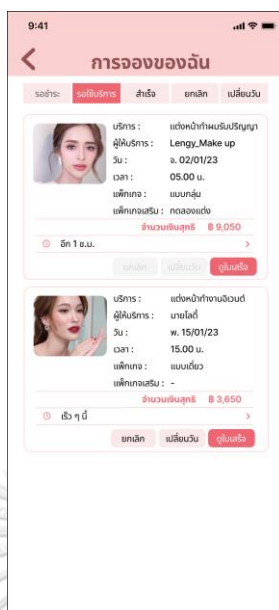 9:41
การจองของฉัน
รอชำระ รอใช้บริการ สำเร็จ ยกเลิก เปลี่ยนวัน
บริการ : แต่งหน้าทำผมรับปริญญา
ผู้ให้บริการ : Lengy_Make up
วัน : จ. 02/01/23
เวลา : 05.00 น.
แพ็กเกจ : แบบกลุ่ม
แพ็กเกจเสริม : ทดลองแต่ง
จำนวนเงินสุทธิ ฿ 9,050
อีก 1 ช.ม. >
ยกเลิก เปลี่ยนวัน ดูใบเสร็จ
บริการ : แต่งหน้าทำงานอีเวนต์
ผู้ให้บริการ : นายไลตี้
วัน : พ. 15/01/23
เวลา : 15.00 น.
แพ็กเกจ : แบบเดี่ยว
แพ็กเกจเสริม : -
จำนวนเงินสุทธิ ฿ 3,650
เร็ว ๆ นี้ >
ยกเลิก เปลี่ยนวัน ดูใบเสร็จ